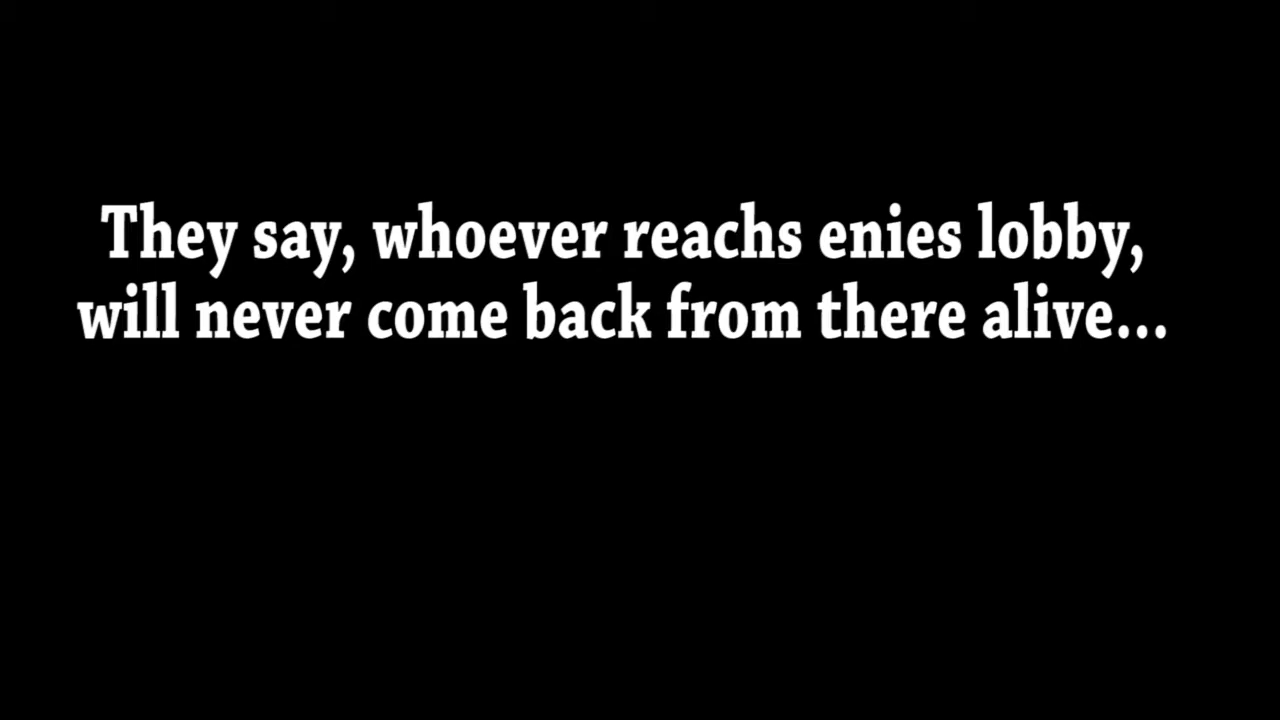 They say, whoever reachs enies lobby,
will never come back from there alive...